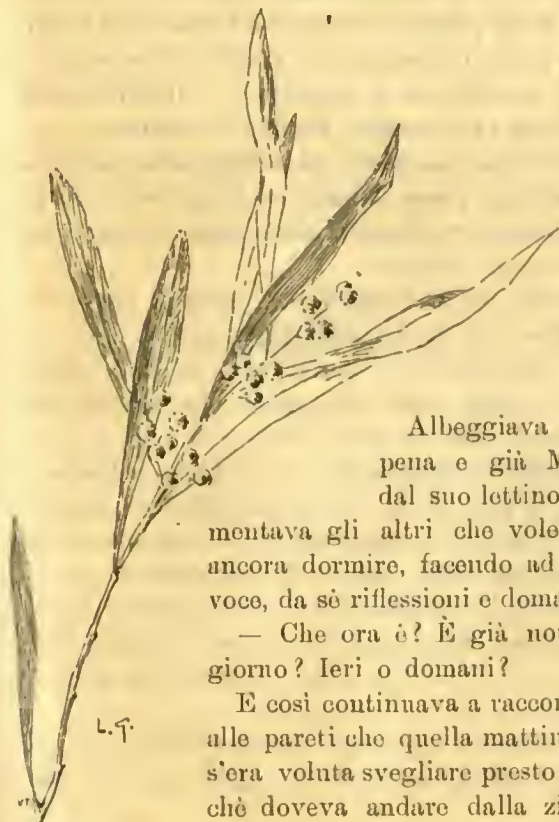 Albeggiava
pena e già M
dal suo lettino
mentava gli altri che vole
ancora dormire, facendo ad
voce, da sè riflessioni e doma
— Che ora è? È già no
giorno? Ieri o domani?
E così continuava a raccon
alle pareti che quella mattin
s'era voluta svegliare presto
chè doveva andare dalla zi
L.G.